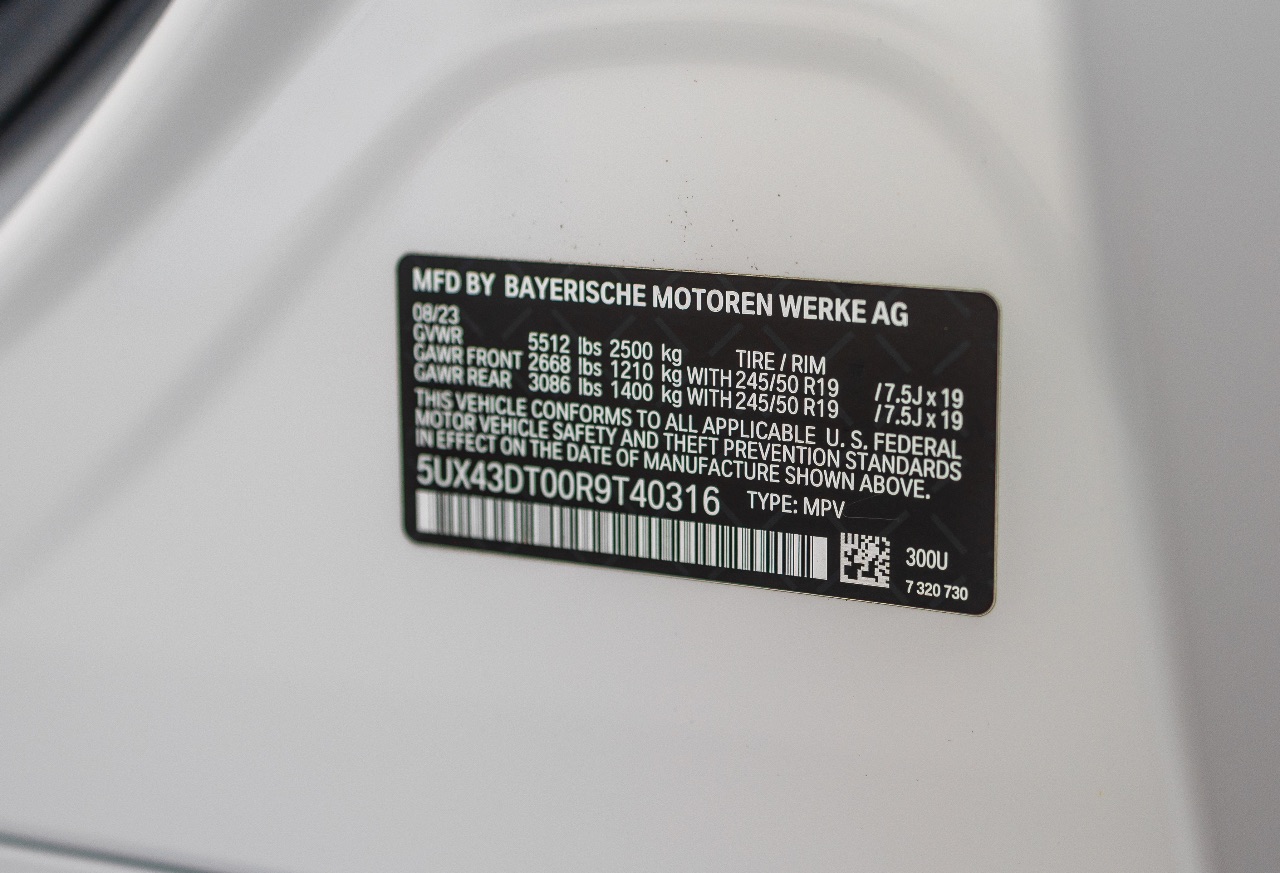 MFD BY BAYERISCHE MOTOREN WERKE AG
08/23
GVWR 5512 lbs 2500 kg TIRE / RIM
GAWR FRONT 2668 lbs 1210 kg WITH 245/50 R19 /7.5J x 19
GAWR REAR 3086 lbs 1400 kg WITH 245/50 R19 /7.5J x 19
THIS VEHICLE CONFORMS TO ALL APPLICABLE U. S. FEDERAL
MOTOR VEHICLE SAFETY AND THEFT PREVENTION STANDARDS
IN EFFECT ON THE DATE OF MANUFACTURE SHOWN ABOVE.
5UX43DT00R9T40316 TYPE: MPV
300U
7 320 730